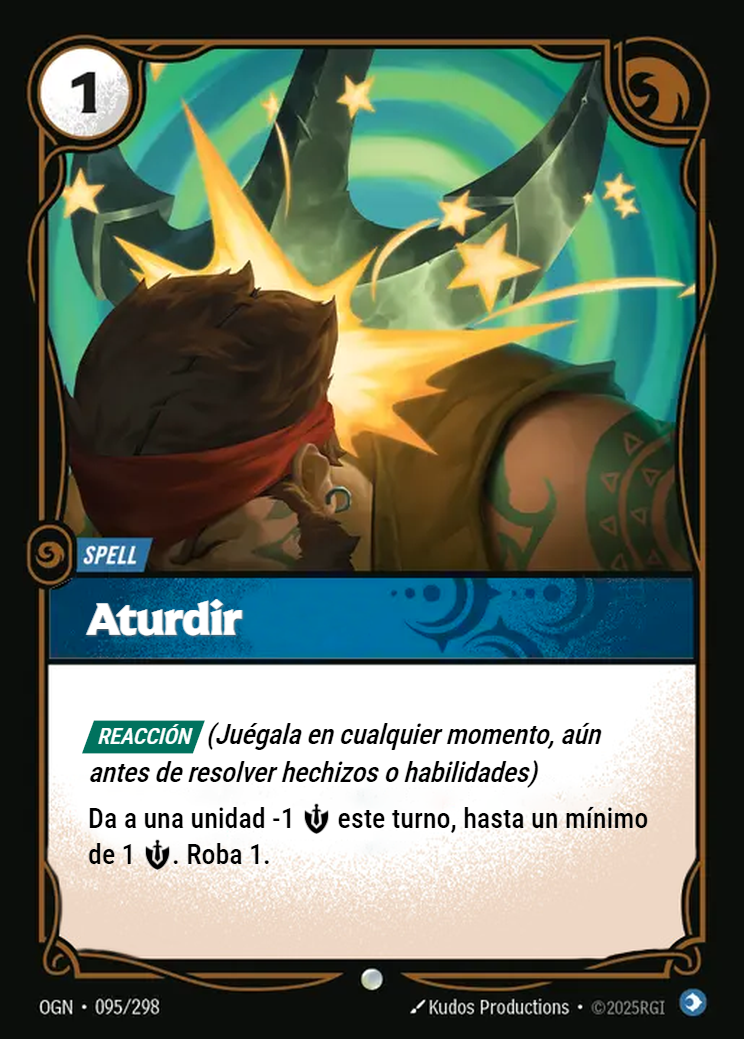 1
SPELL
Aturdir
REACCIÓN (Juégala en cualquier momento, aún
antes de resolver hechizos o habilidades)
Da a una unidad -1 este turno, hasta un mínimo
de 1 . Roba 1.
OGN • 095/298
Kudos Productions • ©2025RGI